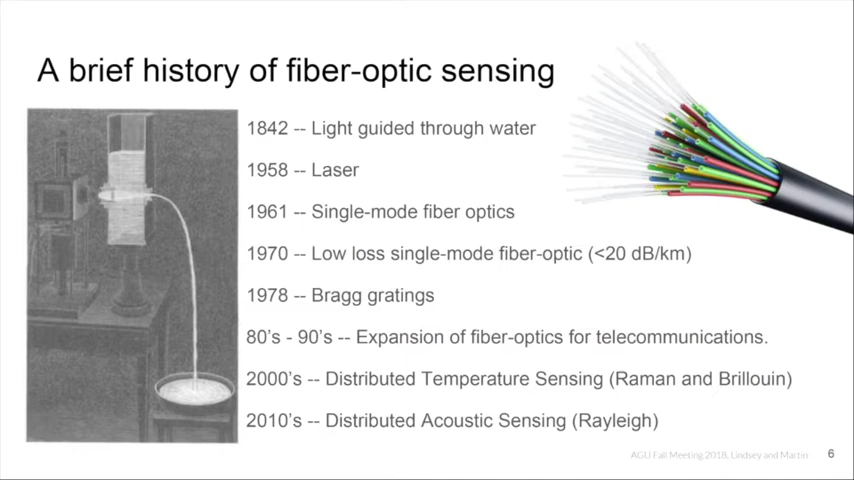 A brief history of fiber-optic sensing
1842 -- Light guided through water
1958 -- Laser
1961 -- Single-mode fiber optics
1970 -- Low loss single-mode fiber-optic (<20 dB/km)
1978 -- Bragg gratings
80's - 90's -- Expansion of fiber-optics for telecommunications.
2000's -- Distributed Temperature Sensing (Raman and Brillouin)
2010's -- Distributed Acoustic Sensing (Rayleigh)
AGU Fall Meeting 2018, Lindsey and Martin 6